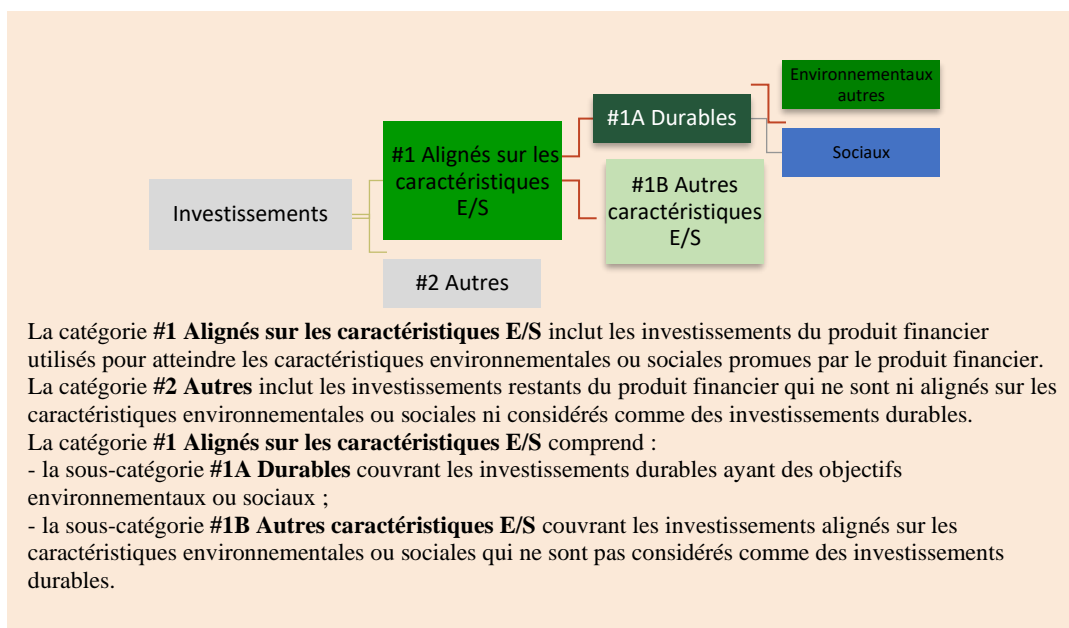 Environnementaux
autres
#1A Durables
#1 Alignés sur les
caractéristiques
E/S
Sociaux
#1B Autres
caractéristiques
E/S
Investissements
#2 Autres
La catégorie #1 Alignés sur les caractéristiques E/S inclut les investissements du produit financier
utilisés pour atteindre les caractéristiques environnementales ou sociales promues par le produit financier.
La catégorie #2 Autres inclut les investissements restants du produit financier qui ne sont ni alignés sur les
caractéristiques environnementales ou sociales ni considérés comme des investissements durables.
La catégorie #1 Alignés sur les caractéristiques E/S comprend :
- la sous-catégorie #1A Durables couvrant les investissements durables ayant des objectifs
environnementaux ou sociaux ;
- la sous-catégorie #1B Autres caractéristiques E/S couvrant les investissements alignés sur les
caractéristiques environnementales ou sociales qui ne sont pas considérés comme des investissements
durables.